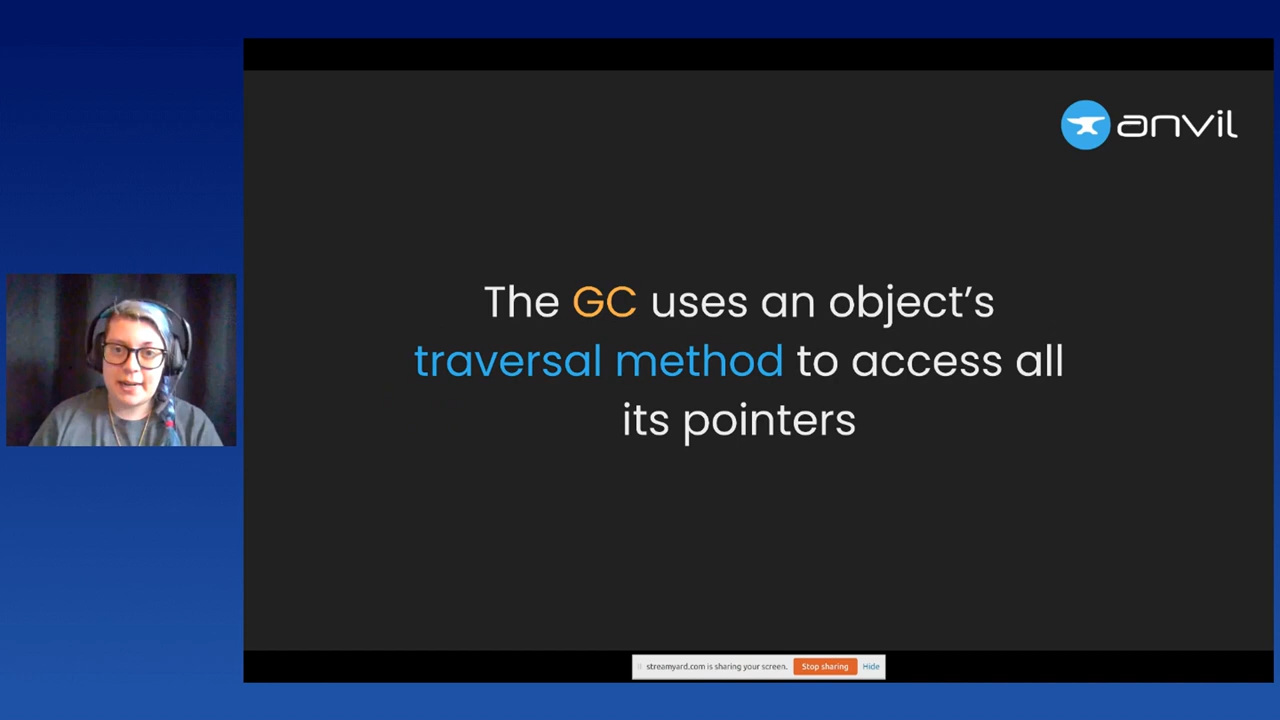 anvil
The GC uses an object’s
traversal method to access all
its pointers
streamyard.com is sharing your screen. Stop sharing Hide